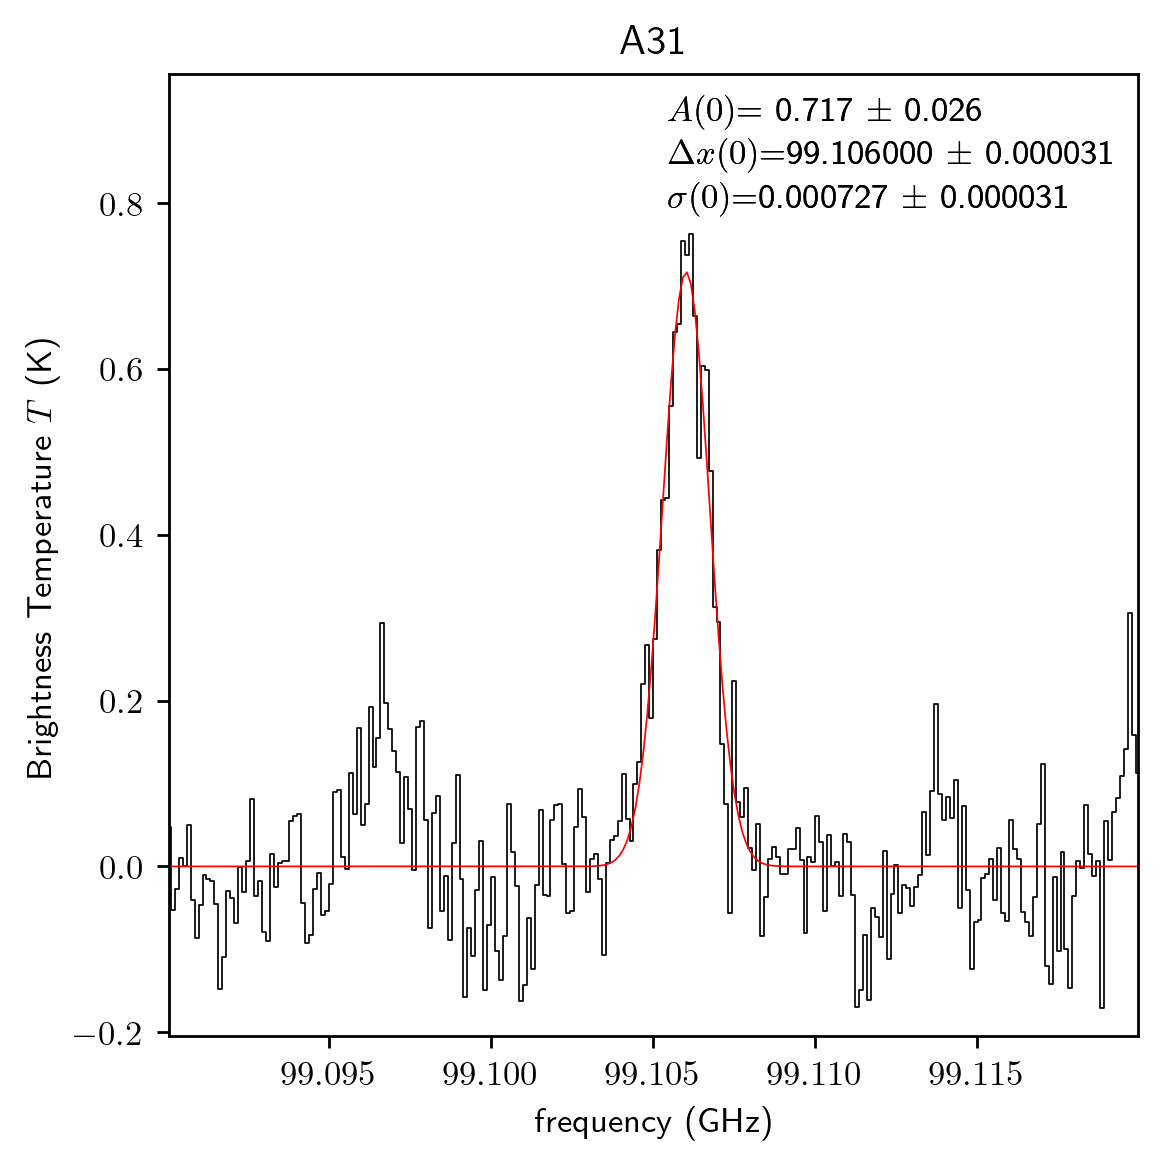 A31
A(0)= 0.717 ± 0.026
Δx(0)=99.106000 ± 0.000031
σ(0)=0.000727 ± 0.000031
Brightness Temperature T (K)
0.8
0.6
0.4
0.2
0.0
−0.2
99.095 99.100 99.105 99.110 99.115
frequency (GHz)